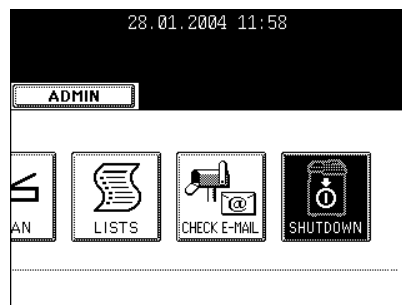 28.01.2004 11:58
ADMIN
AN
LISTS
CHECK E-MAIL
@
SHUTDOWN